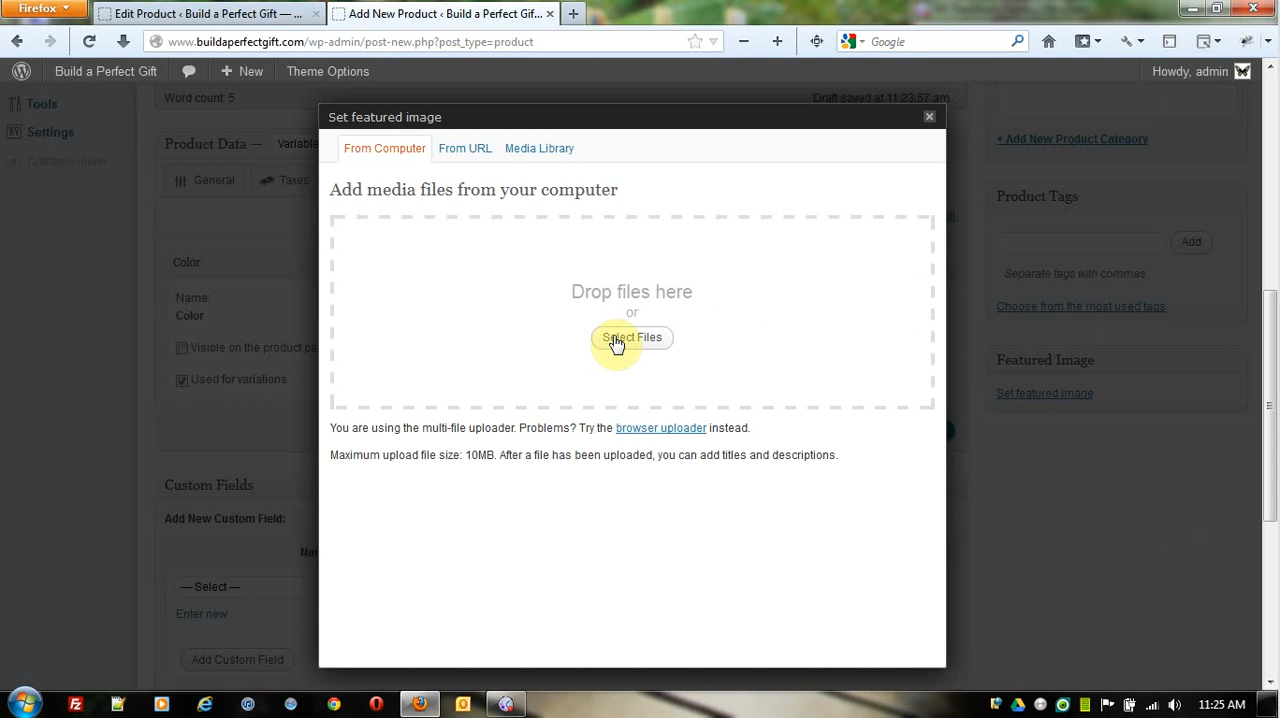 Firefox
Edit Product ‹ Build a Perfect Gift — ...
Add New Product ‹ Build a Perfect Gif...
www.buildaperfectgift.com/wp-admin/post-new.php?post_type=product
Google
Build a Perfect Gift
New
Theme Options
Howdy, admin
Tools
Settings
Collapse menu
Word count: 5
Draft saved at 11:23:57 am
Product Data —
Variable
General
Taxes
Color
Name:
Color
Visible on the product pa
Used for variations
Custom Fields
Add New Custom Field:
Na
— Select —
Enter new
Add Custom Field
Set featured image
From Computer
From URL
Media Library
Add media files from your computer
Drop files here
or
Select Files
You are using the multi-file uploader. Problems? Try the browser uploader instead.
Maximum upload file size: 10MB. After a file has been uploaded, you can add titles and descriptions.
+ Add New Product Category
Product Tags
Add
Separate tags with commas
Choose from the most used tags
Featured Image
Set featured image
11:25 AM